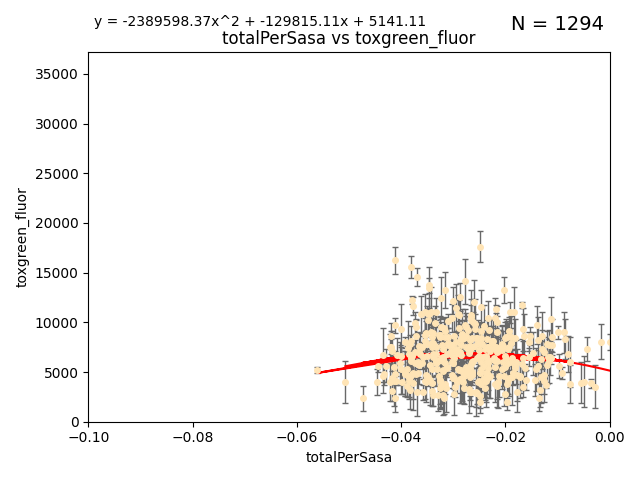 y = -2389598.37x^2 + -129815.11x + 5141.11
N = 1294
totalPerSasa vs toxgreen_fluor
35000
30000
25000
20000
15000
10000
5000
0
toxgreen_fluor
−0.10
−0.08
−0.06
−0.04
−0.02
0.00
totalPerSasa